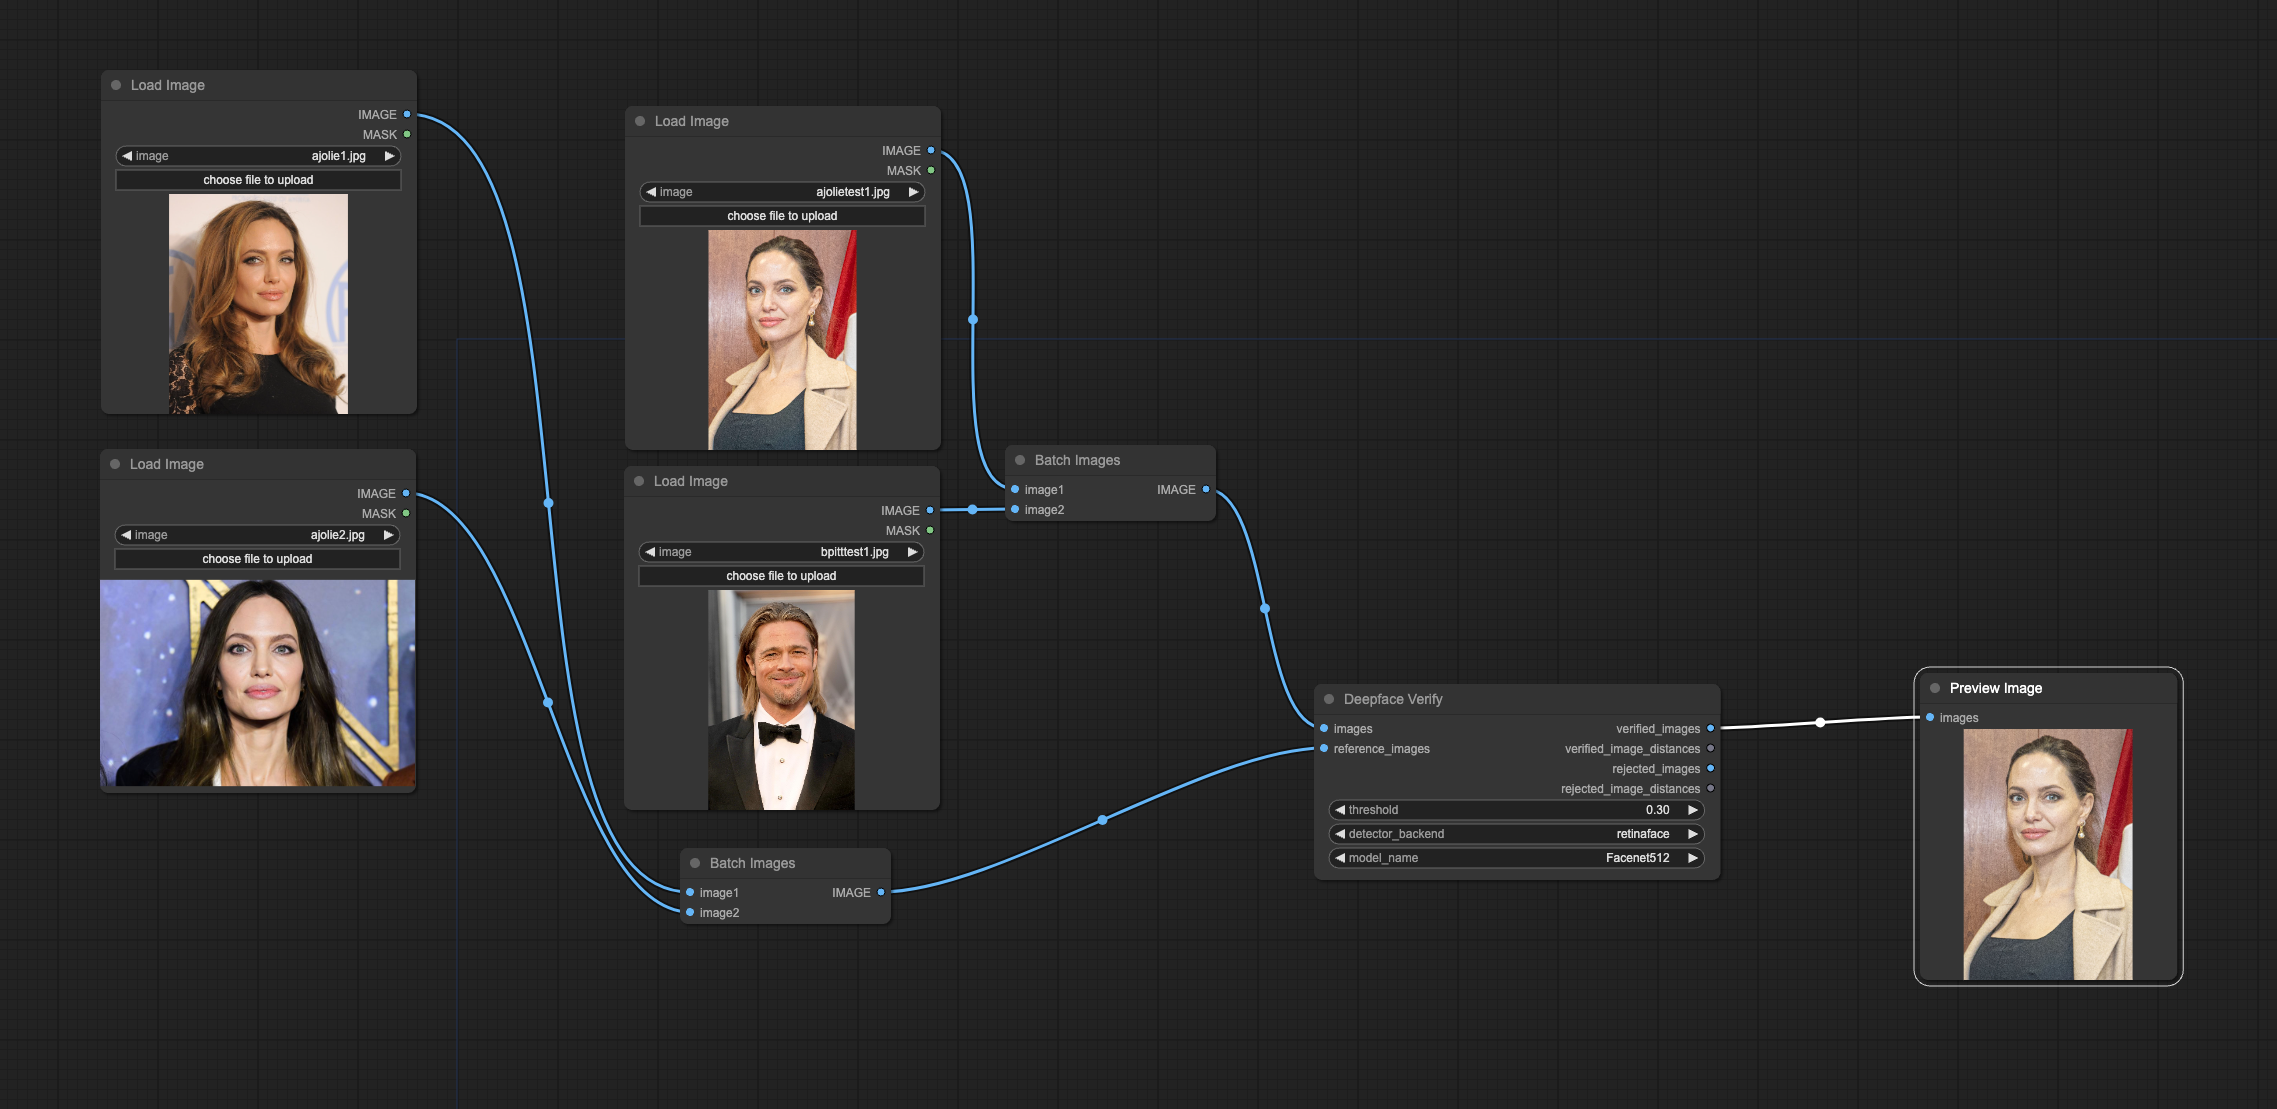 Load Image
IMAGE
MASK
image ajolie1.jpg
choose file to upload
Load Image
IMAGE
MASK
image ajolie2.jpg
choose file to upload
Load Image
IMAGE
MASK
image ajolietest1.jpg
choose file to upload
Load Image
IMAGE
MASK
image bpitttest1.jpg
choose file to upload
Batch Images
image1 IMAGE
image2
Batch Images
image1 IMAGE
image2
Deepface Verify
images verified_images
reference_images verified_image_distances
rejected_images
rejected_image_distances
threshold 0.30
detector_backend retinaface
model_name Facenet512
Preview Image
images